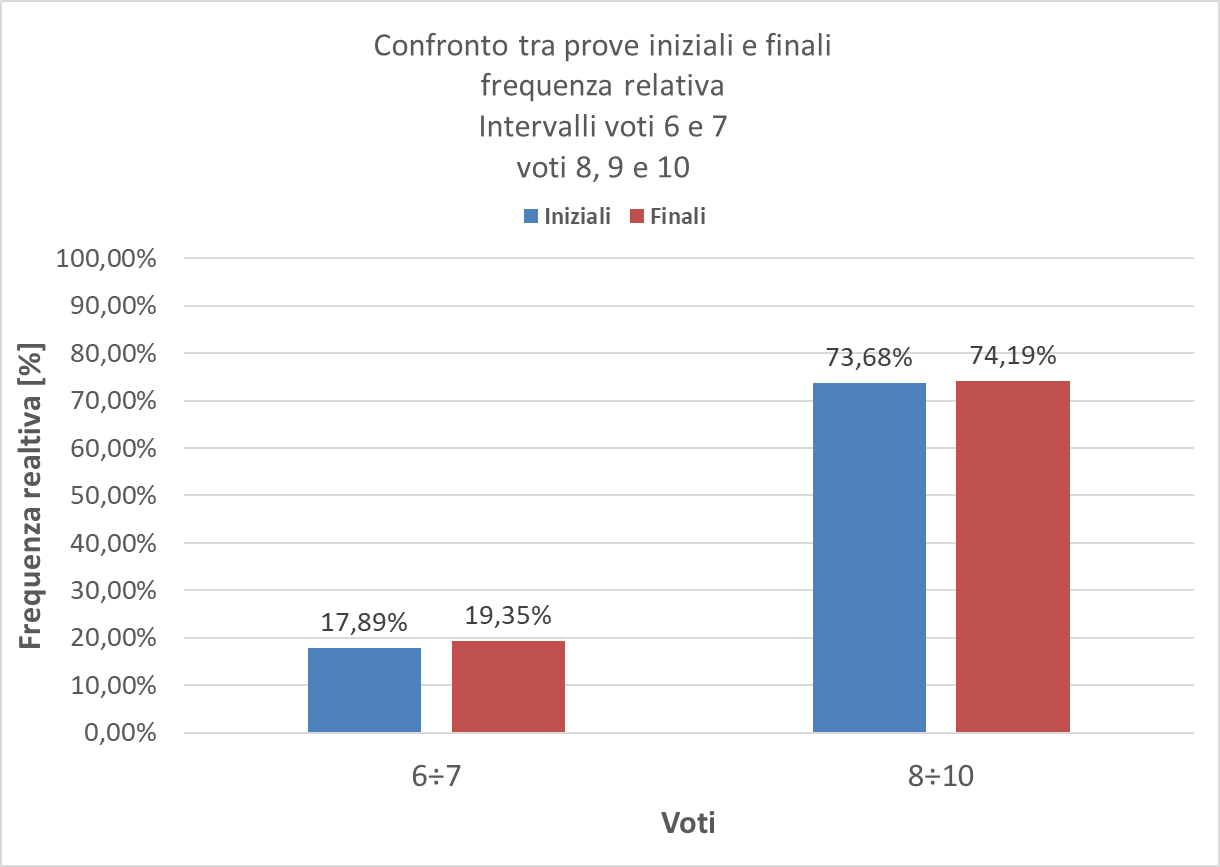 Confronto tra prove iniziali e finali
frequenza relativa
Intervalli voti 6 e 7
voti 8, 9 e 10
Iniziali Finali
100,00%
90,00%
80,00%
70,00%
60,00%
50,00%
40,00%
30,00%
20,00%
10,00%
0,00%
Frequenza realtiva [%]
17,89%
19,35%
73,68%
74,19%
6÷7
8÷10
Voti